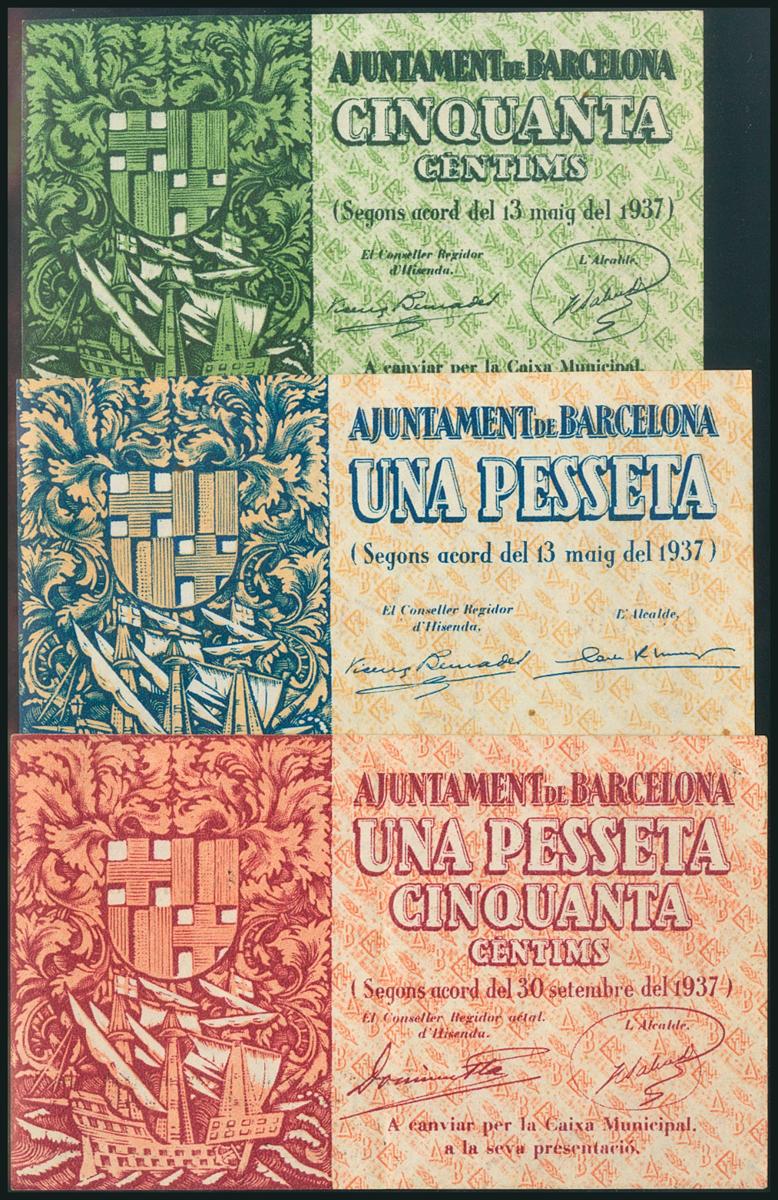 AJUNTAMENT DE BARCELONA
CINQUANTA
CÈNTIMS
(Segons acord del 13 maig del 1937)
El Conseller Regidor
d'Hisenda.
L'Alcalde.
A canviar per la Caixa Municipal.
AJUNTAMENT DE BARCELONA
UNA PESSETA
(Segons acord del 13 maig del 1937)
El Conseller Regidor
d'Hisenda,
L'Alcalde,
AJUNTAMENT DE BARCELONA
UNA PESSETA
CINQUANTA
CÈNTIMS
(Segons acord del 30 setembre del 1937)
El Conseller Regidor actal.
d'Hisenda.
L'Alcalde.
A canviar per la Caixa Municipal.
a la seva presentació.